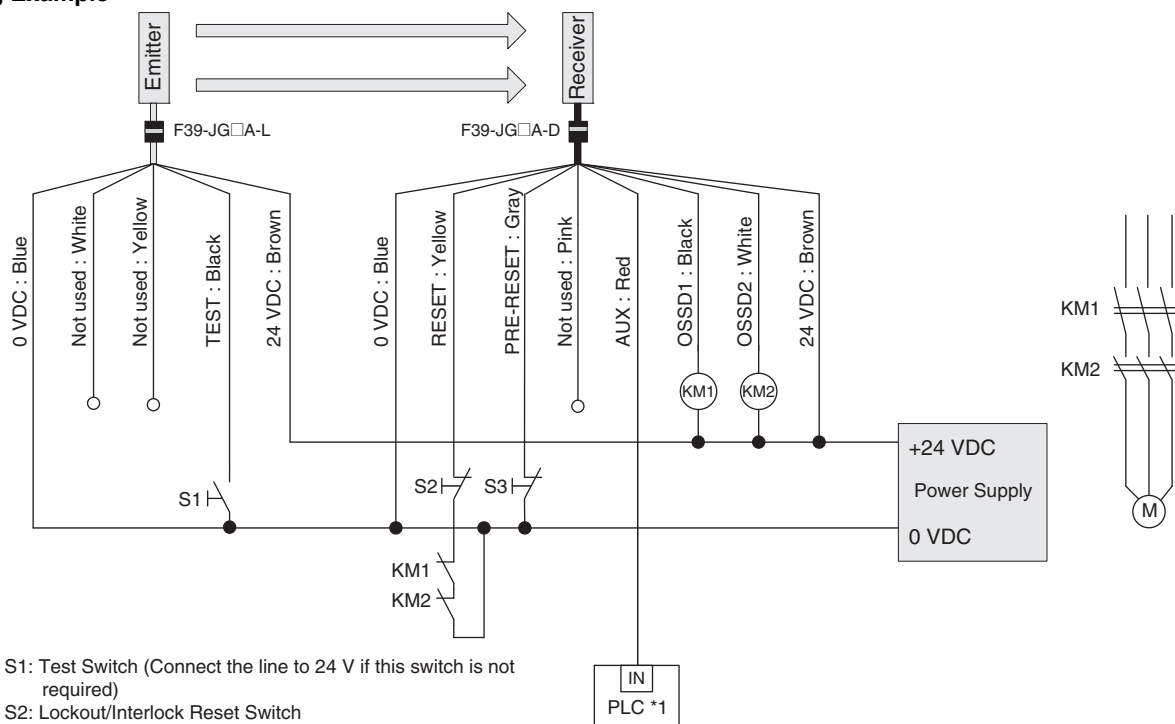 Example
Emitter
Receiver
F39-JG□A-L
F39-JG□A-D
0 VDC : Blue
Not used : White
Not used : Yellow
TEST : Black
24 VDC : Brown
0 VDC : Blue
RESET : Yellow
PRE-RESET : Gray
Not used : Pink
AUX : Red
OSSD1 : Black
OSSD2 : White
24 VDC : Brown
KM1
KM2
KM1
KM2
M
+24 VDC
Power Supply
0 VDC
S1
S2
S3
KM1
KM2
IN
PLC *1
S1: Test Switch (Connect the line to 24 V if this switch is not
required)
S2: Lockout/Interlock Reset Switch